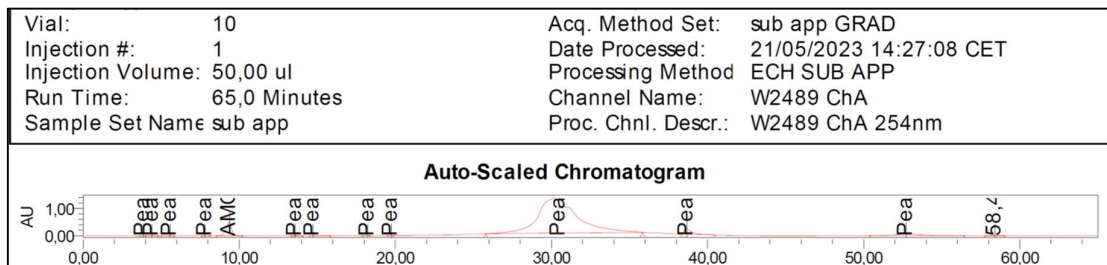 Vial: 10 Acq. Method Set: sub app GRAD
Injection #: 1 Date Processed: 21/05/2023 14:27:08 CET
Injection Volume: 50,00 ul Processing Method ECH SUB APP
Run Time: 65,0 Minutes Channel Name: W2489 ChA
Sample Set Name sub app Proc. Chnl. Descr.: W2489 ChA 254nm
Auto-Scaled Chromatogram
AU
1,00
0,00
Pea Pea Pea Pea AMO Pea Pea Pea Pea Pea Pea Pea 58,4
0,00 10,00 20,00 30,00 40,00 50,00 60,00